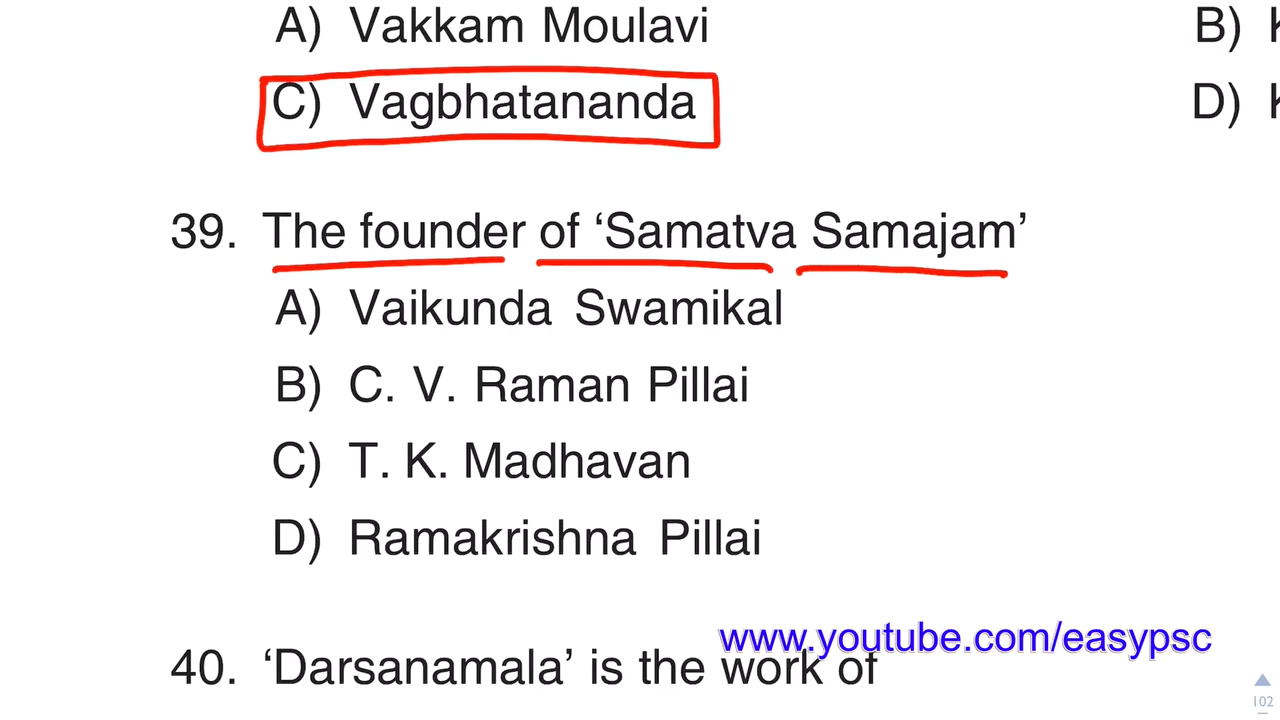 A) Vakkam Moulavi B)
C) Vagbhatananda D)
39. The founder of ‘Samatva Samajam’
A) Vaikunda Swamikal
B) C. V. Raman Pillai
C) T. K. Madhavan
D) Ramakrishna Pillai
www.youtube.com/easypsc
40. ‘Darsanamala’ is the work of
102